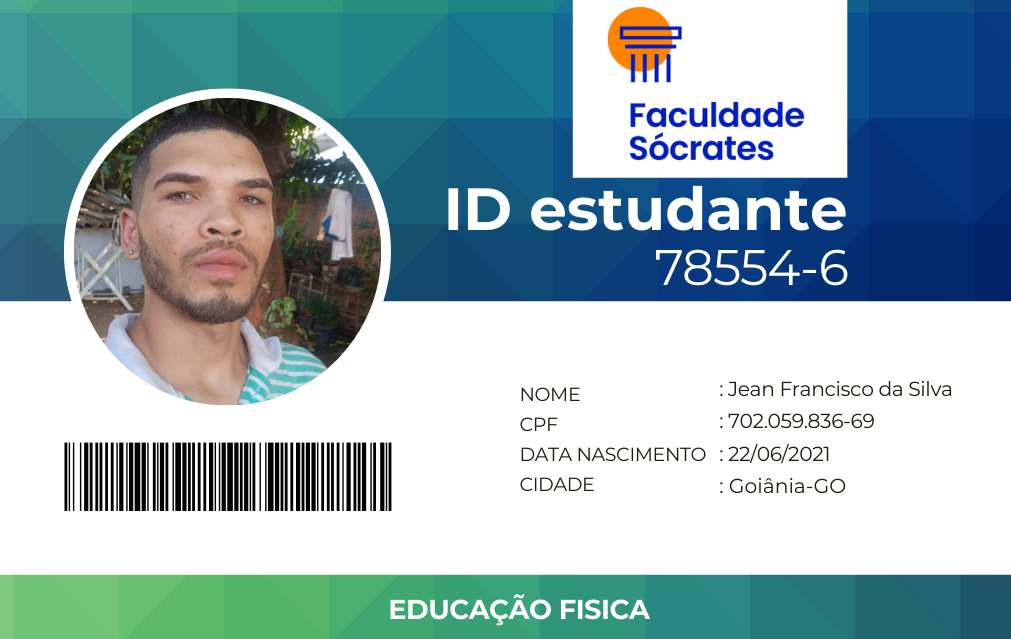 Faculdade
Sócrates
ID estudante
78554-6
NOME : Jean Francisco da Silva
CPF : 702.059.836-69
DATA NASCIMENTO : 22/06/2021
CIDADE : Goiânia-GO
EDUCAÇÃO FISICA